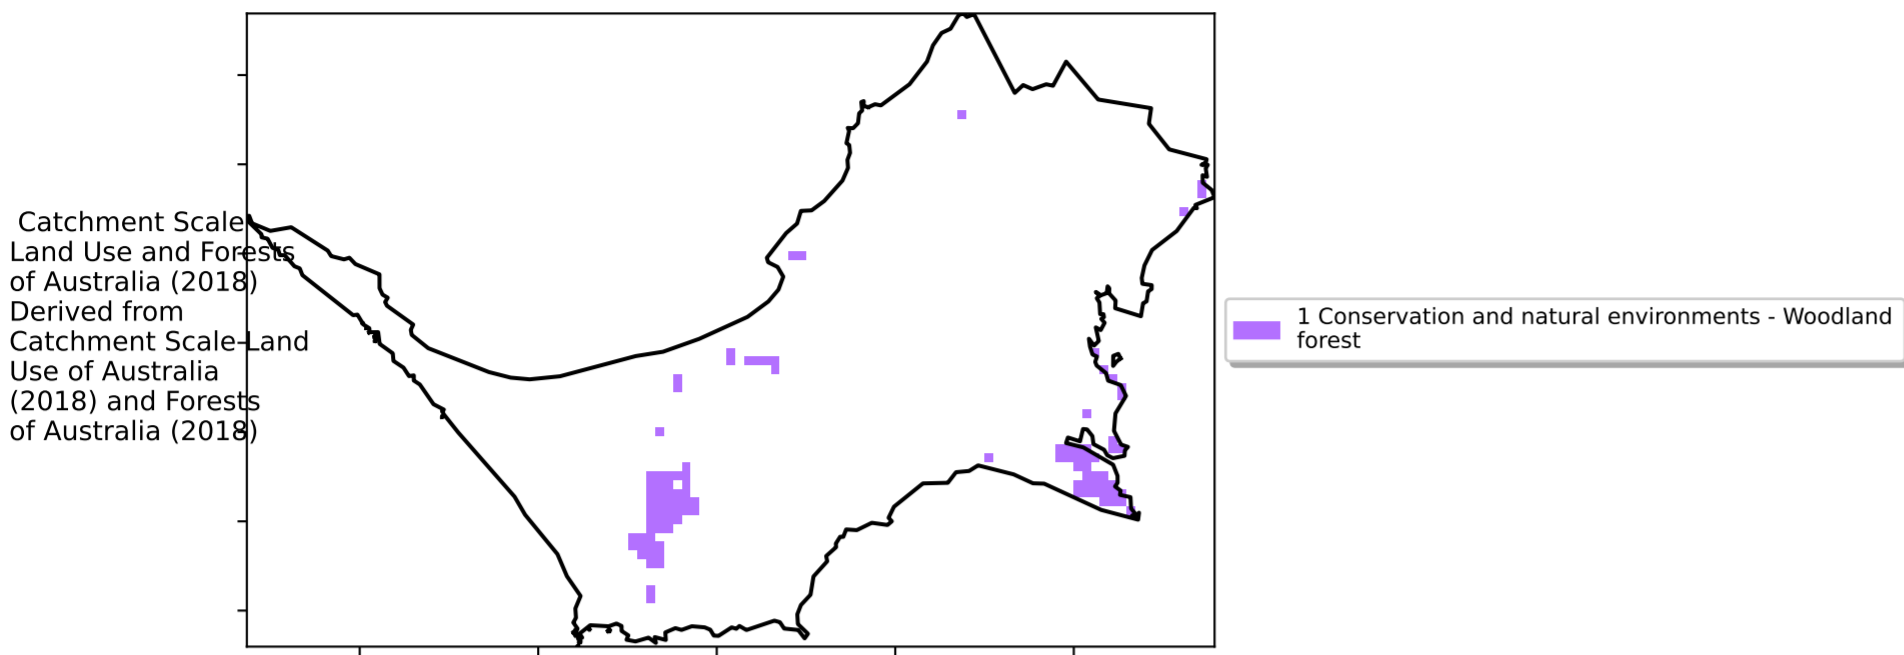 Catchment Scale
Land Use and Forests
of Australia (2018)
Derived from
Catchment Scale Land
Use of Australia
(2018) and Forests
of Australia (2018)
1 Conservation and natural environments - Woodland
forest